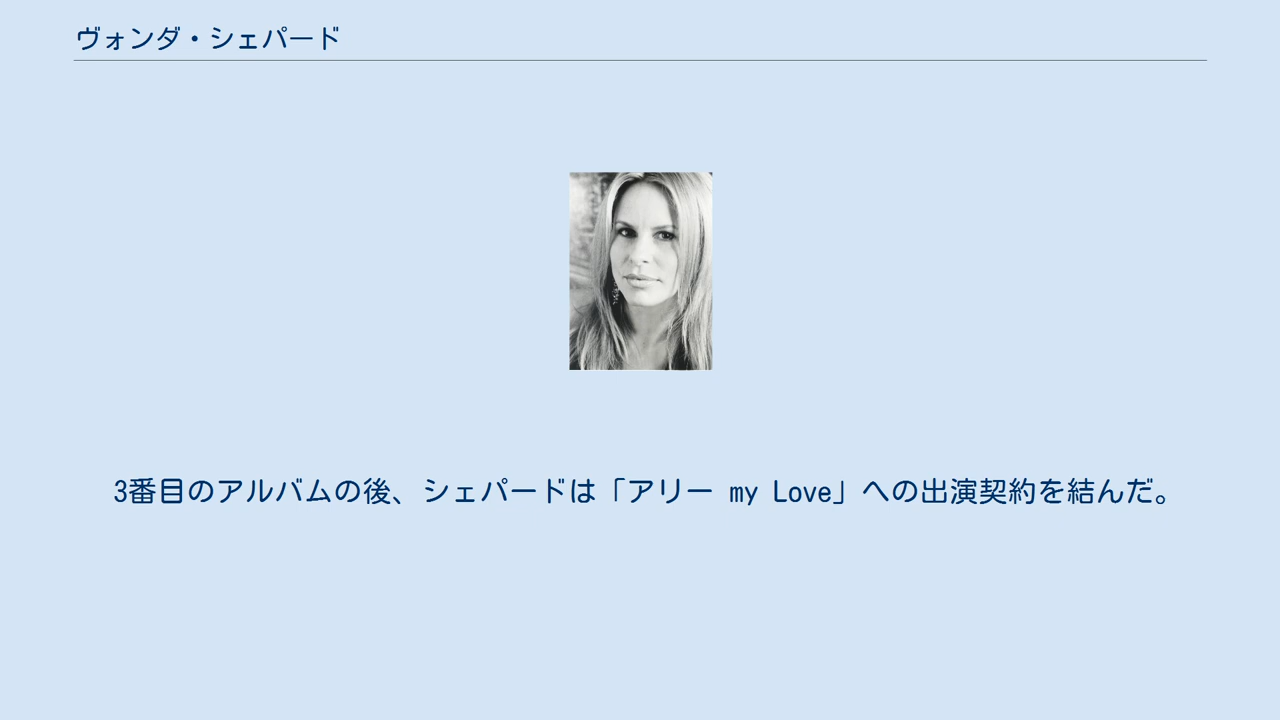 ヴォンダ・シェパード
3番目のアルバムの後、シェパードは「アリー my Love」への出演契約を結んだ。